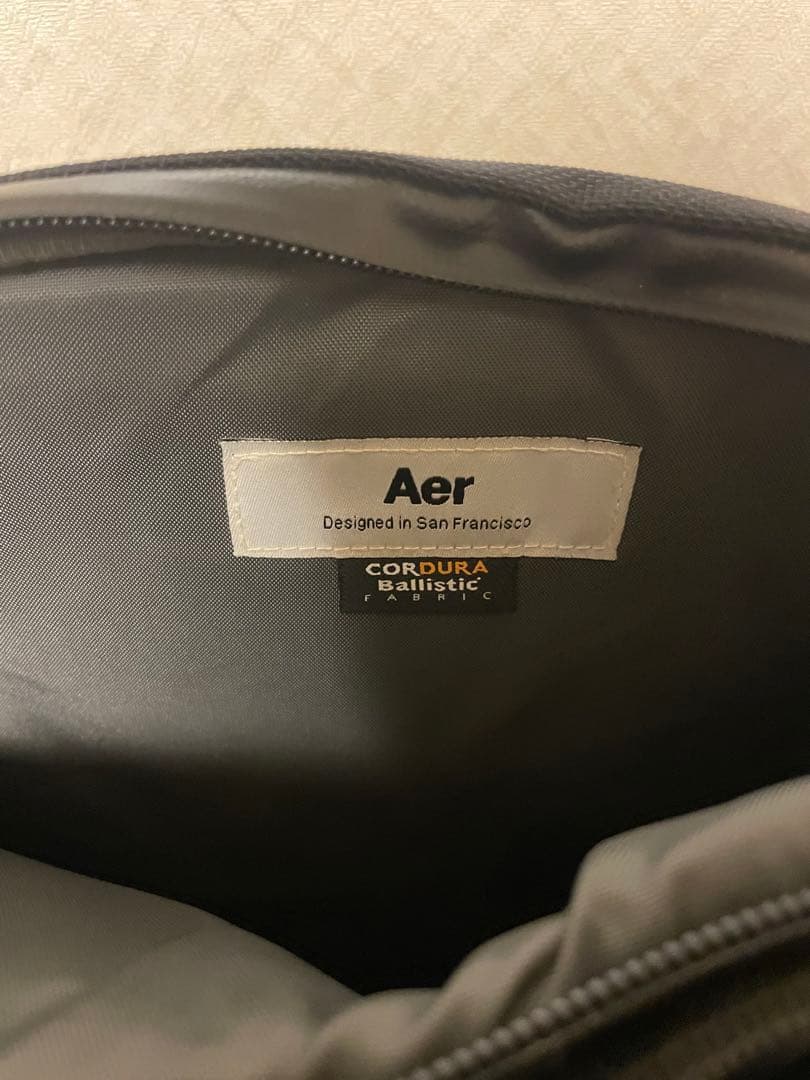 Aer
Designed in San Francisco
CORDURA
Ballistic
FABRIC